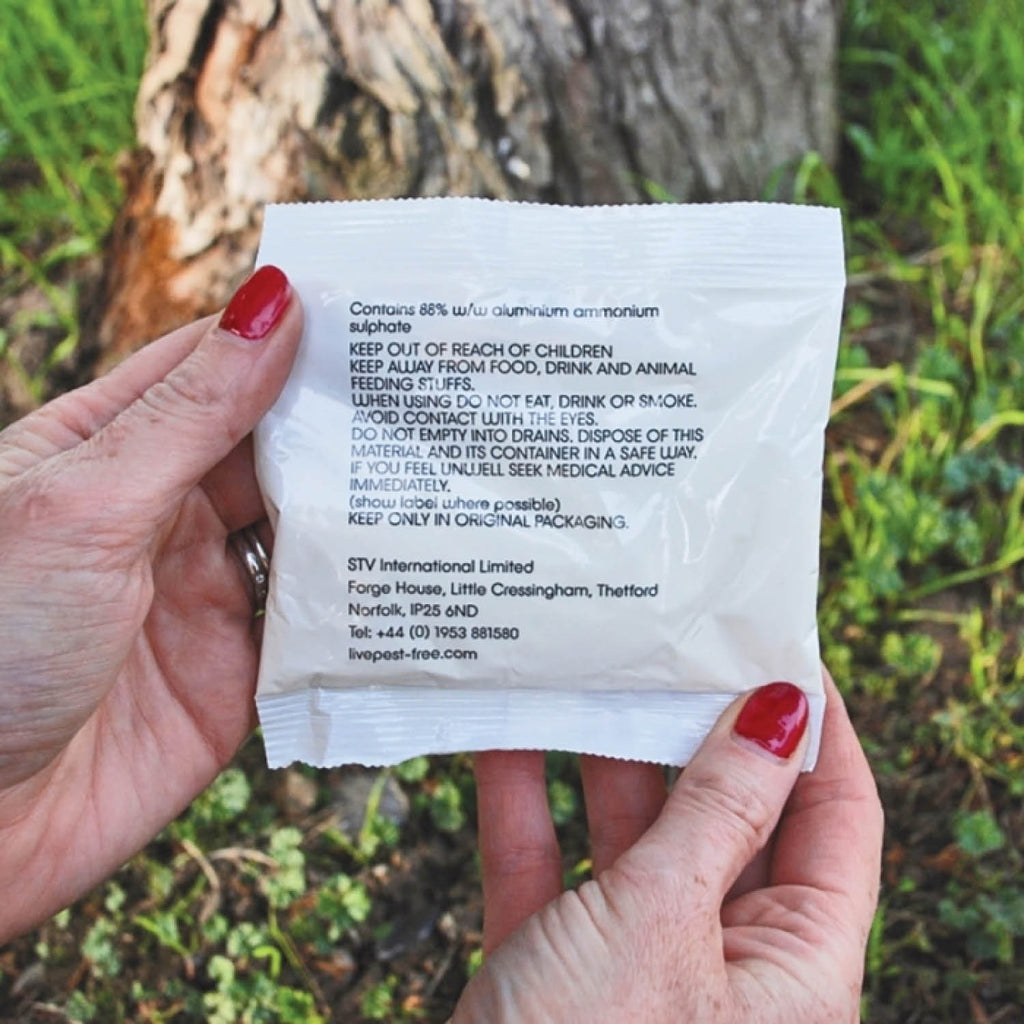 Contains 88% w/w aluminium ammonium
sulphate
KEEP OUT OF REACH OF CHILDREN
KEEP AWAY FROM FOOD, DRINK AND ANIMAL
FEEDING STUFFS.
WHEN USING DO NOT EAT, DRINK OR SMOKE.
AVOID CONTACT WITH THE EYES.
DO NOT EMPTY INTO DRAINS. DISPOSE OF THIS
MATERIAL AND ITS CONTAINER IN A SAFE WAY.
IF YOU FEEL UNWELL SEEK MEDICAL ADVICE
IMMEDIATELY.
(show label where possible)
KEEP ONLY IN ORIGINAL PACKAGING.
STV International Limited
Forge House, Little Cressingham, Thetford
Norfolk, IP25 6ND
Tel: +44 (0) 1953 881580
livepest-free.com